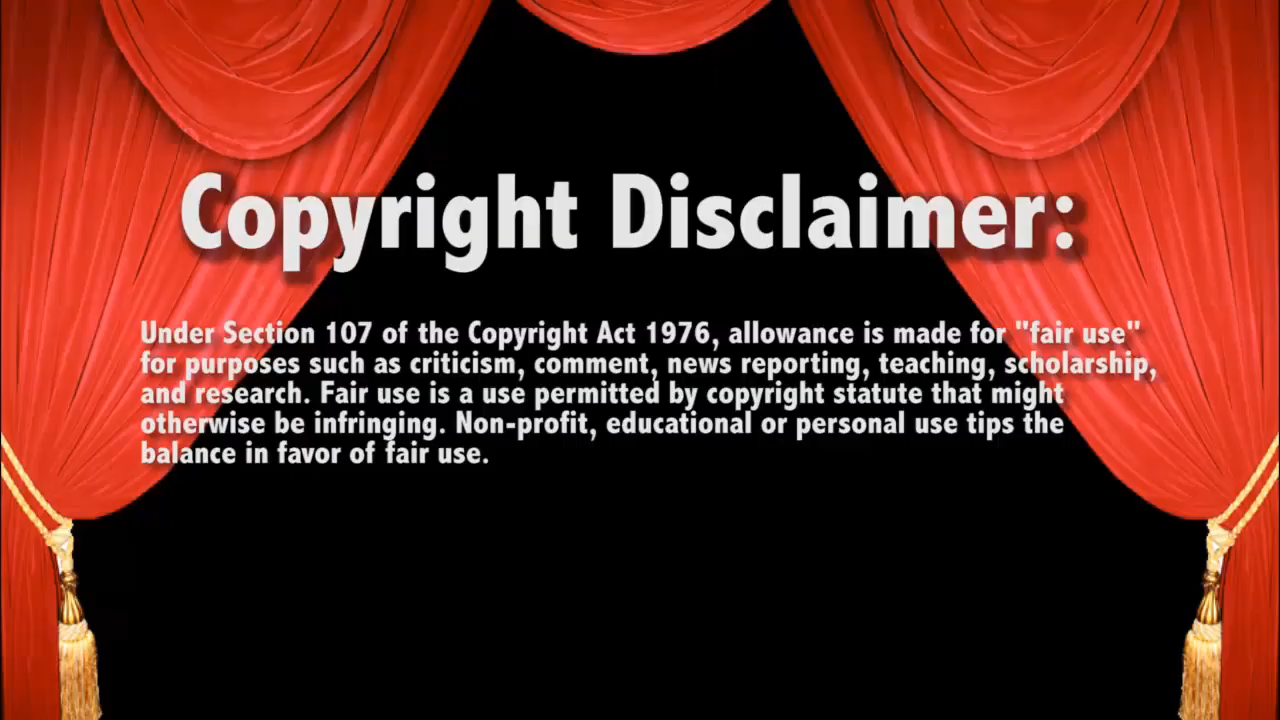 Copyright Disclaimer:
Under Section 107 of the Copyright Act 1976, allowance is made for "fair use"
for purposes such as criticism, comment, news reporting, teaching, scholarship,
and research. Fair use is a use permitted by copyright statute that might
otherwise be infringing. Non-profit, educational or personal use tips the
balance in favor of fair use.